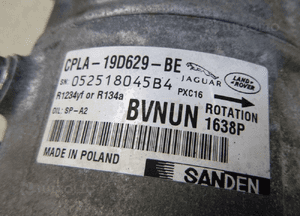 CPLA-19D629-BE
SN: 052518045B4
JAGUAR
LAND ROVER
R1234yf or R134a
PXC16
OIL: SP-A2
BVNUN
ROTATION
1638P
MADE IN POLAND
SANDEN